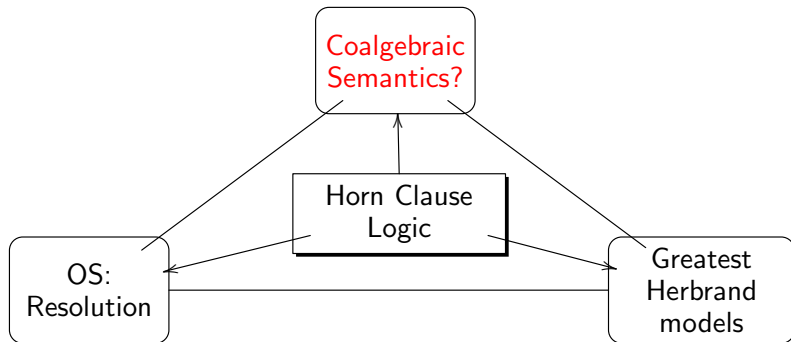 Coalgebraic
Semantics?
Horn Clause
Logic
OS:
Resolution
Greatest
Herbrand
models